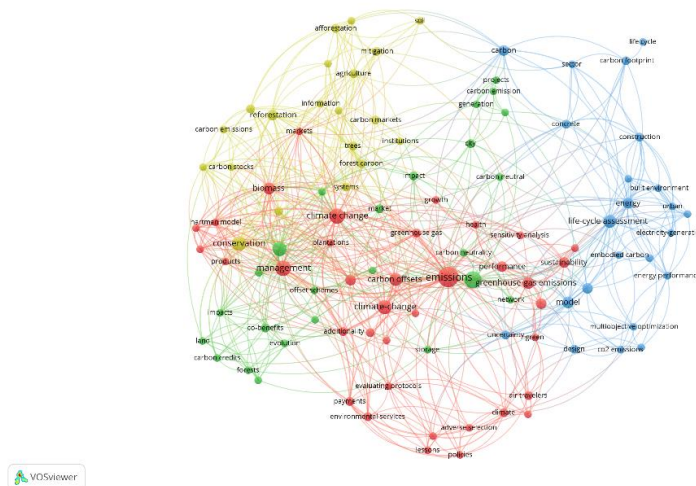 soil
afforestation
mitigation
carbon
life cycle
sector
carbon footprint
agriculture
projects
carbon emission
information
generation
reforestation
carbon markets
concrete
carbon emissions
markets
institutions
construction
trees
sky
carbon stocks
forest carbon
impact
carbon neutral
biomass
systems
built environment
growth
energy
urban
market
climate change
life-cycle assessment
health
greenhouse gas
sensitivity analysis
conservation
plantations
carbon neutrality
embodied carbon
products
management
performance
sustainability
energy performance
emissions
carbon offsets
greenhouse gas emissions
offset schemes
network
model
climate-change
impacts
co-benefits
additionality
uncertainty
green
multiobjective optimization
land
evolution
storage
design
co2 emissions
carbon credits
forests
evaluating protocols
payments
air travelers
environmental services
climate
adverse selection
lessons
policies
VOSviewer